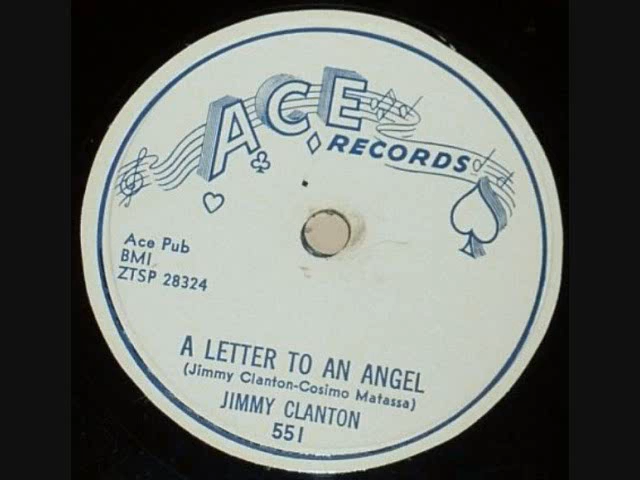 ACE
RECORDS
Ace Pub
BMI
ZTSP 28324
A LETTER TO AN ANGEL
(Jimmy Clanton-Cosimo Matassa)
JIMMY CLANTON
551